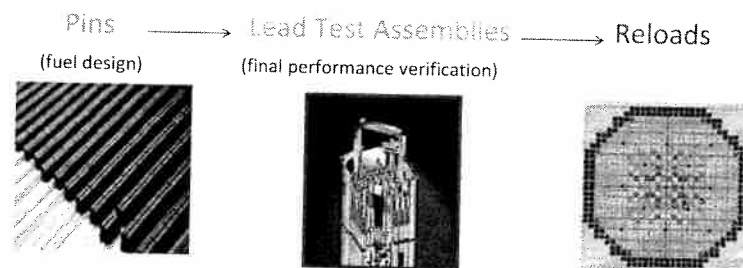 Pins → Lead Test Assemblies → Reloads
(fuel design) (final performance verification)